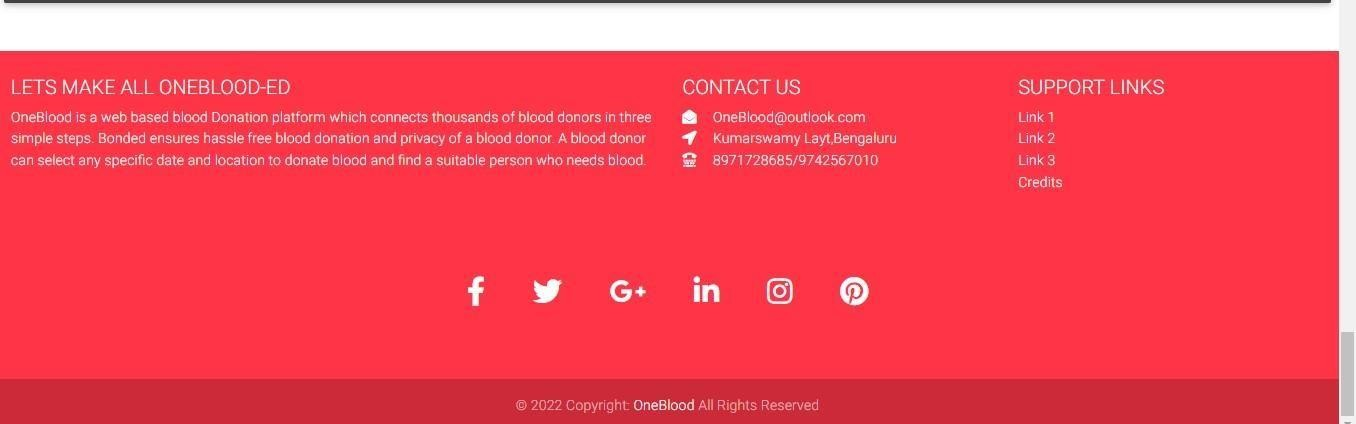 LETS MAKE ALL ONEBLOOD-ED
OneBlood is a web based blood Donation platform which connects thousands of blood donors in three
simple steps. Bonded ensures hassle free blood donation and privacy of a blood donor. A blood donor
can select any specific date and location to donate blood and find a suitable person who needs blood.
CONTACT US
OneBlood@outlook.com
Kumarswamy Layt,Bengaluru
8971728685/9742567010
SUPPORT LINKS
Link 1
Link 2
Link 3
Credits
© 2022 Copyright: OneBlood All Rights Reserved